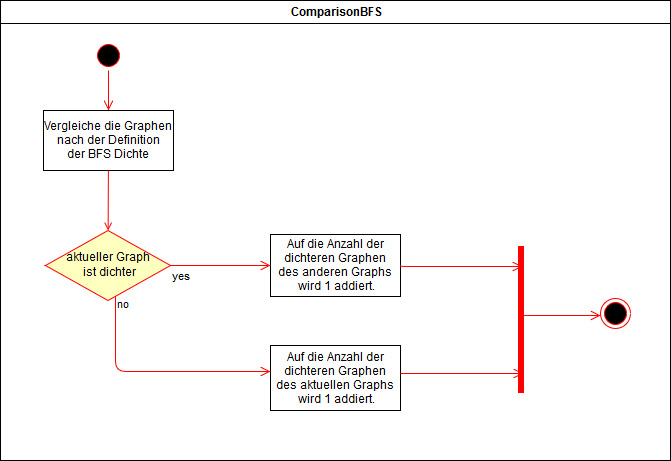 ComparisonBFS
Vergleiche die Graphen
nach der Definition
der BFS Dichte
aktueller Graph
ist dichter
yes
no
Auf die Anzahl der
dichteren Graphen
des anderen Graphs
wird 1 addiert.
Auf die Anzahl der
dichteren Graphen
des aktuellen Graphs
wird 1 addiert.